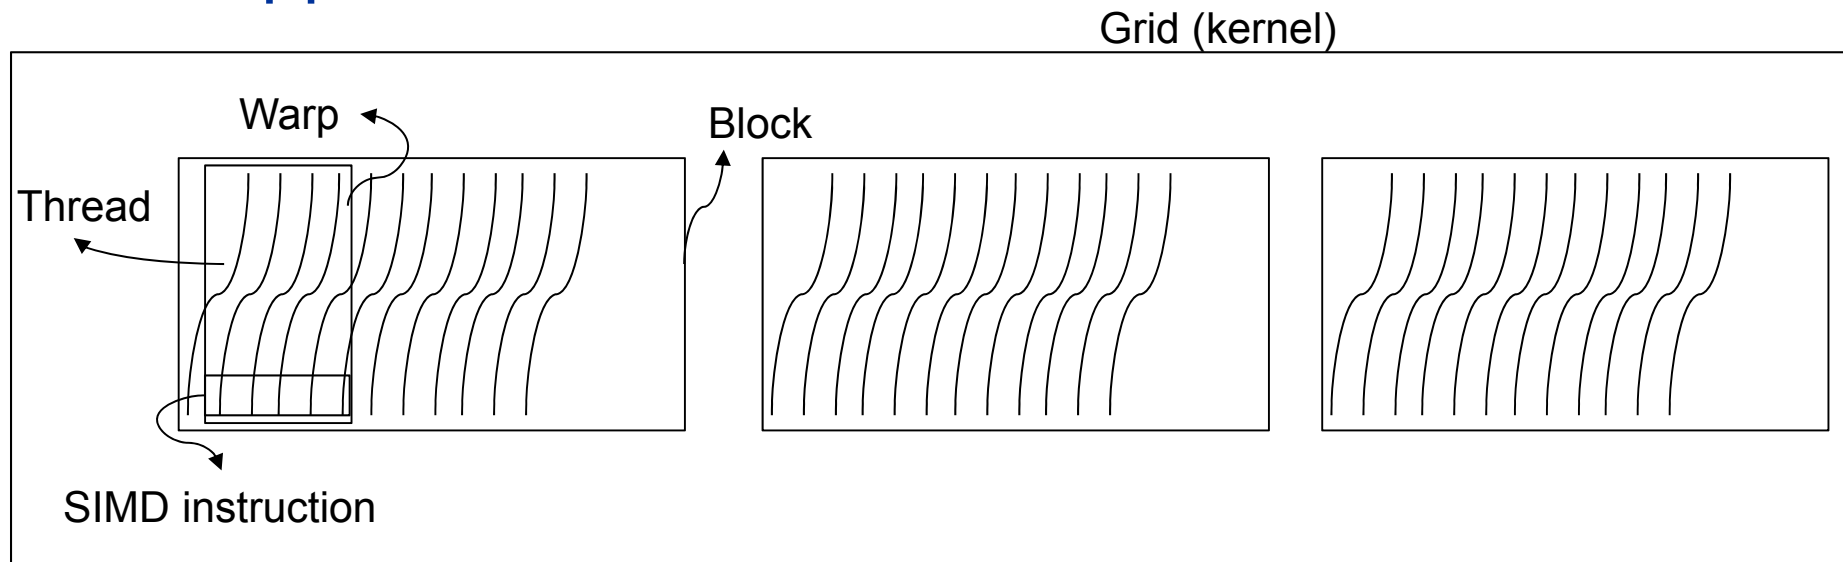 Grid (kernel)
Warp
Block
Thread
SIMD instruction